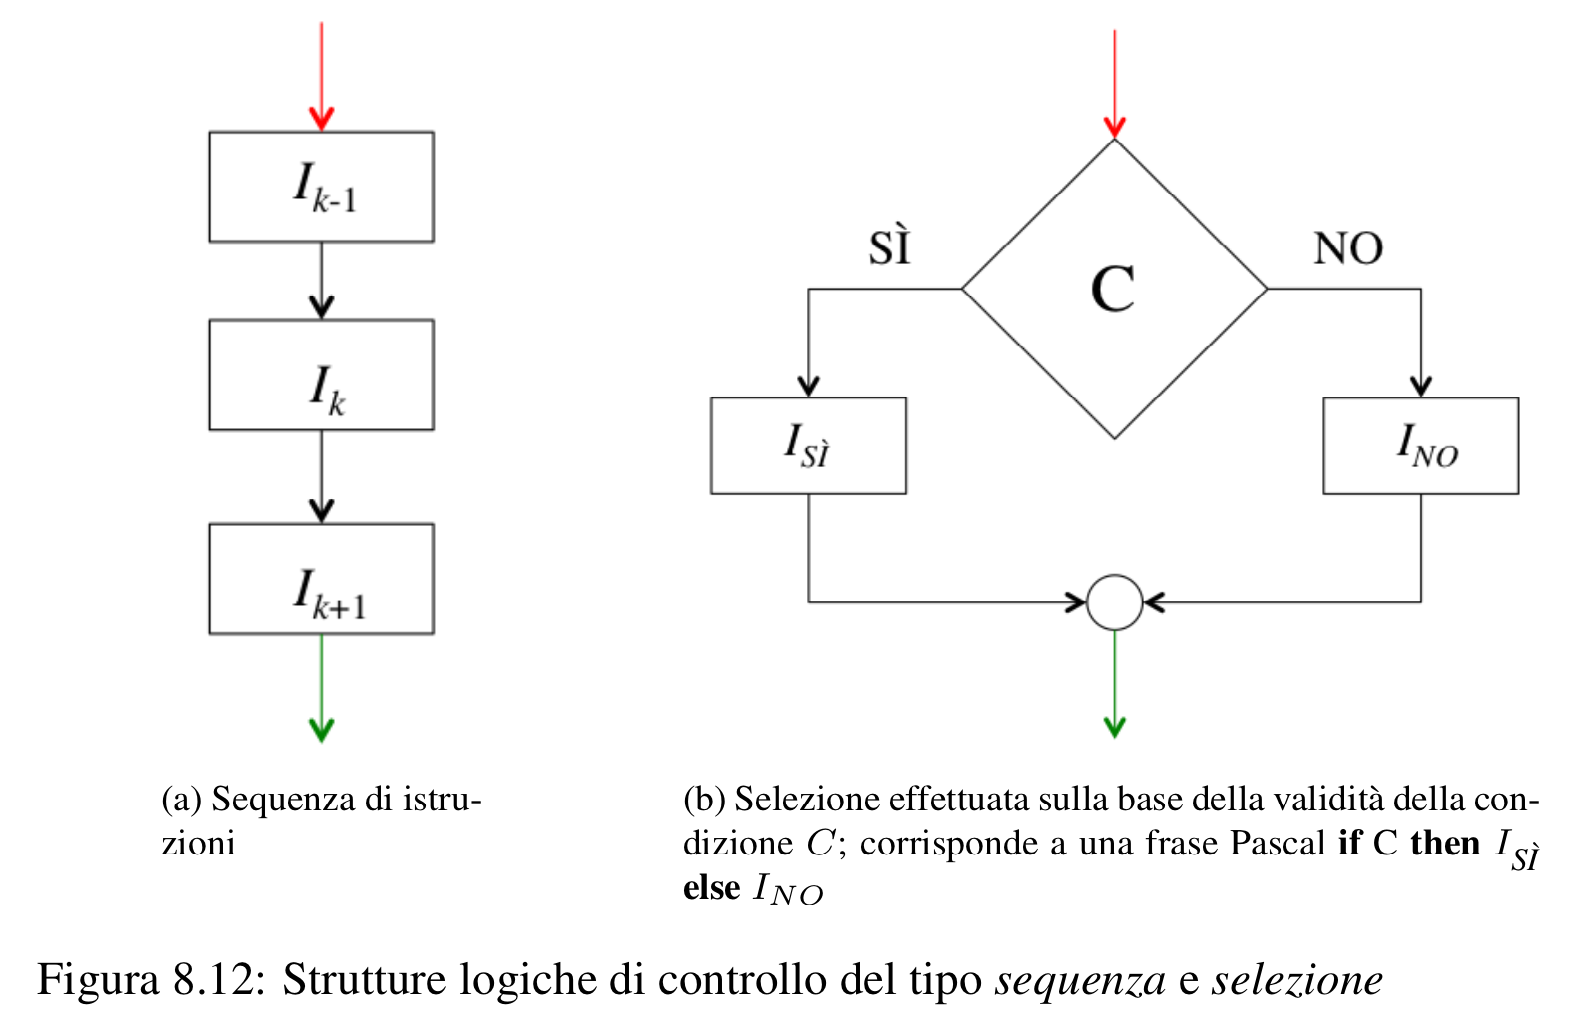 I_{k-1}
I_k
I_{k+1}
SÌ
C
NO
I_{SÌ}
I_{NO}
(a) Sequenza di istru-
zioni
(b) Selezione effettuata sulla base della validità della con-
dizione C; corrisponde a una frase Pascal if C then I_{SÌ}
else I_{NO}
Figura 8.12: Strutture logiche di controllo del tipo sequenza e selezione